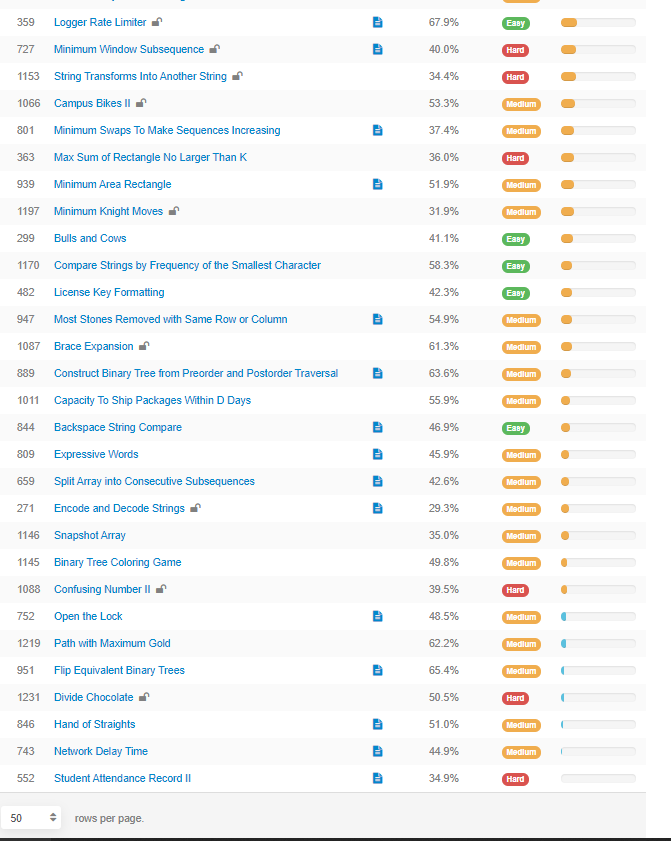 359 Logger Rate Limiter 67.9% Easy
727 Minimum Window Subsequence 40.0% Hard
1153 String Transforms Into Another String 34.4% Hard
1066 Campus Bikes II 53.3% Medium
801 Minimum Swaps To Make Sequences Increasing 37.4% Medium
363 Max Sum of Rectangle No Larger Than K 36.0% Hard
939 Minimum Area Rectangle 51.9% Medium
1197 Minimum Knight Moves 31.9% Medium
299 Bulls and Cows 41.1% Easy
1170 Compare Strings by Frequency of the Smallest Character 58.3% Easy
482 License Key Formatting 42.3% Easy
947 Most Stones Removed with Same Row or Column 54.9% Medium
1087 Brace Expansion 61.3% Medium
889 Construct Binary Tree from Preorder and Postorder Traversal 63.6% Medium
1011 Capacity To Ship Packages Within D Days 55.9% Medium
844 Backspace String Compare 46.9% Easy
809 Expressive Words 45.9% Medium
659 Split Array into Consecutive Subsequences 42.6% Medium
271 Encode and Decode Strings 29.3% Medium
1146 Snapshot Array 35.0% Medium
1145 Binary Tree Coloring Game 49.8% Medium
1088 Confusing Number II 39.5% Hard
752 Open the Lock 48.5% Medium
1219 Path with Maximum Gold 62.2% Medium
951 Flip Equivalent Binary Trees 65.4% Medium
1231 Divide Chocolate 50.5% Hard
846 Hand of Straights 51.0% Medium
743 Network Delay Time 44.9% Medium
552 Student Attendance Record II 34.9% Hard
50 rows per page.